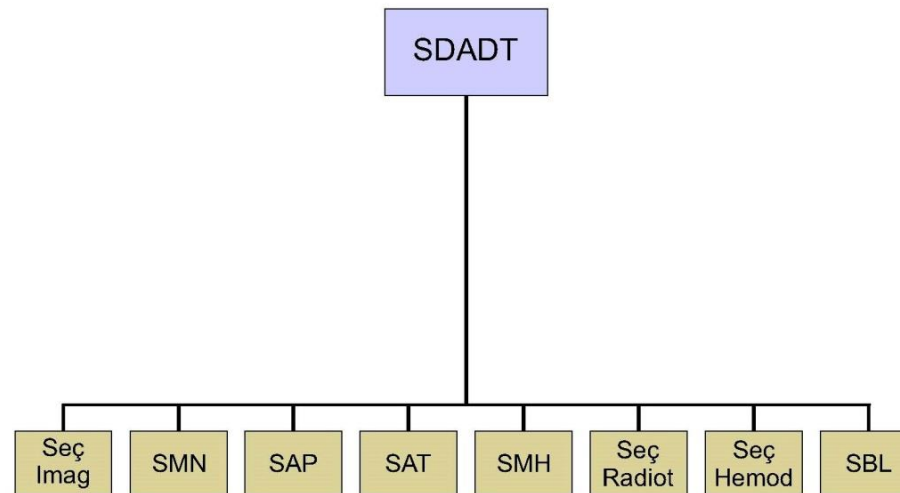 SDADT
Seç
Imag
SMN
SAP
SAT
SMH
Seç
Radiot
Seç
Hemod
SBL